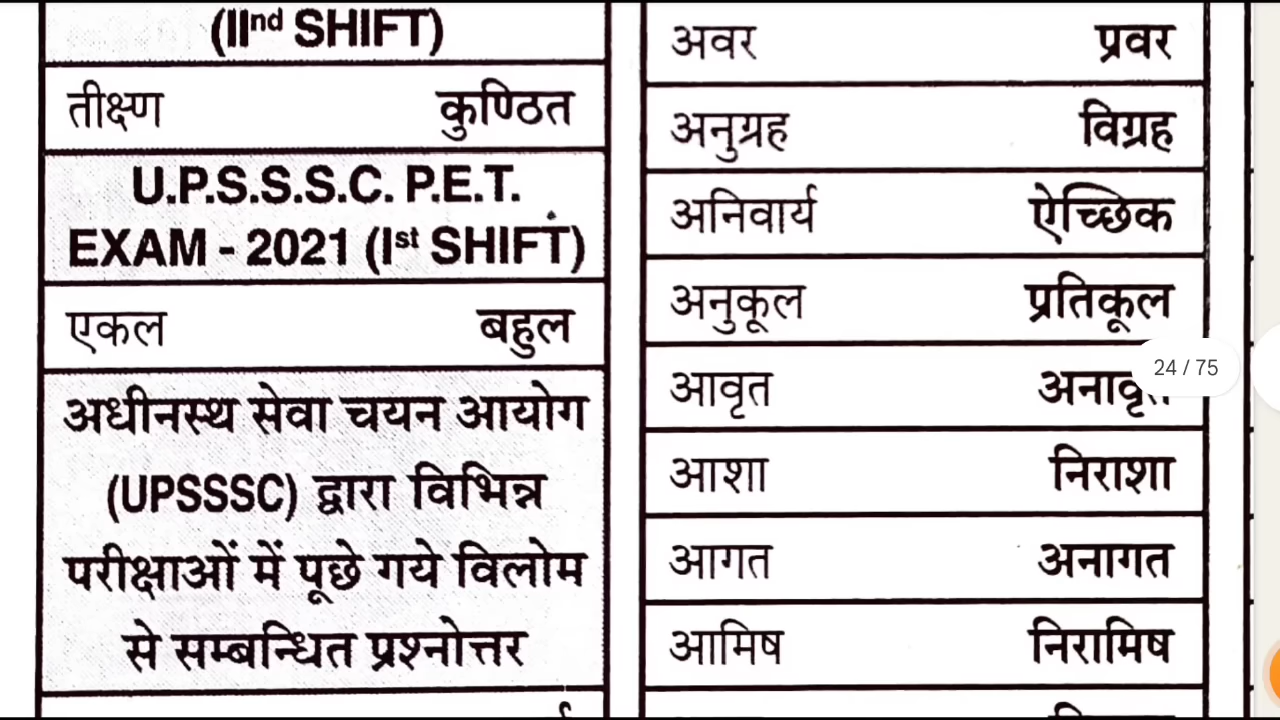 (IInd SHIFT)
तीक्ष्ण कुण्ठित
U.P.S.S.S.C. P.E.T.
EXAM - 2021 (Ist SHIFT)
एकल बहुल
अधीनस्थ सेवा चयन आयोग
(UPSSSC) द्वारा विभिन्न
परीक्षाओं में पूछे गये विलोम
से सम्बन्धित प्रश्नोत्तर
अवर प्रवर
अनुग्रह विग्रह
अनिवार्य ऐच्छिक
अनुकूल प्रतिकूल
आवृत अनावृत
आशा निराशा
आगत अनागत
आमिष निरामिष
24 / 75